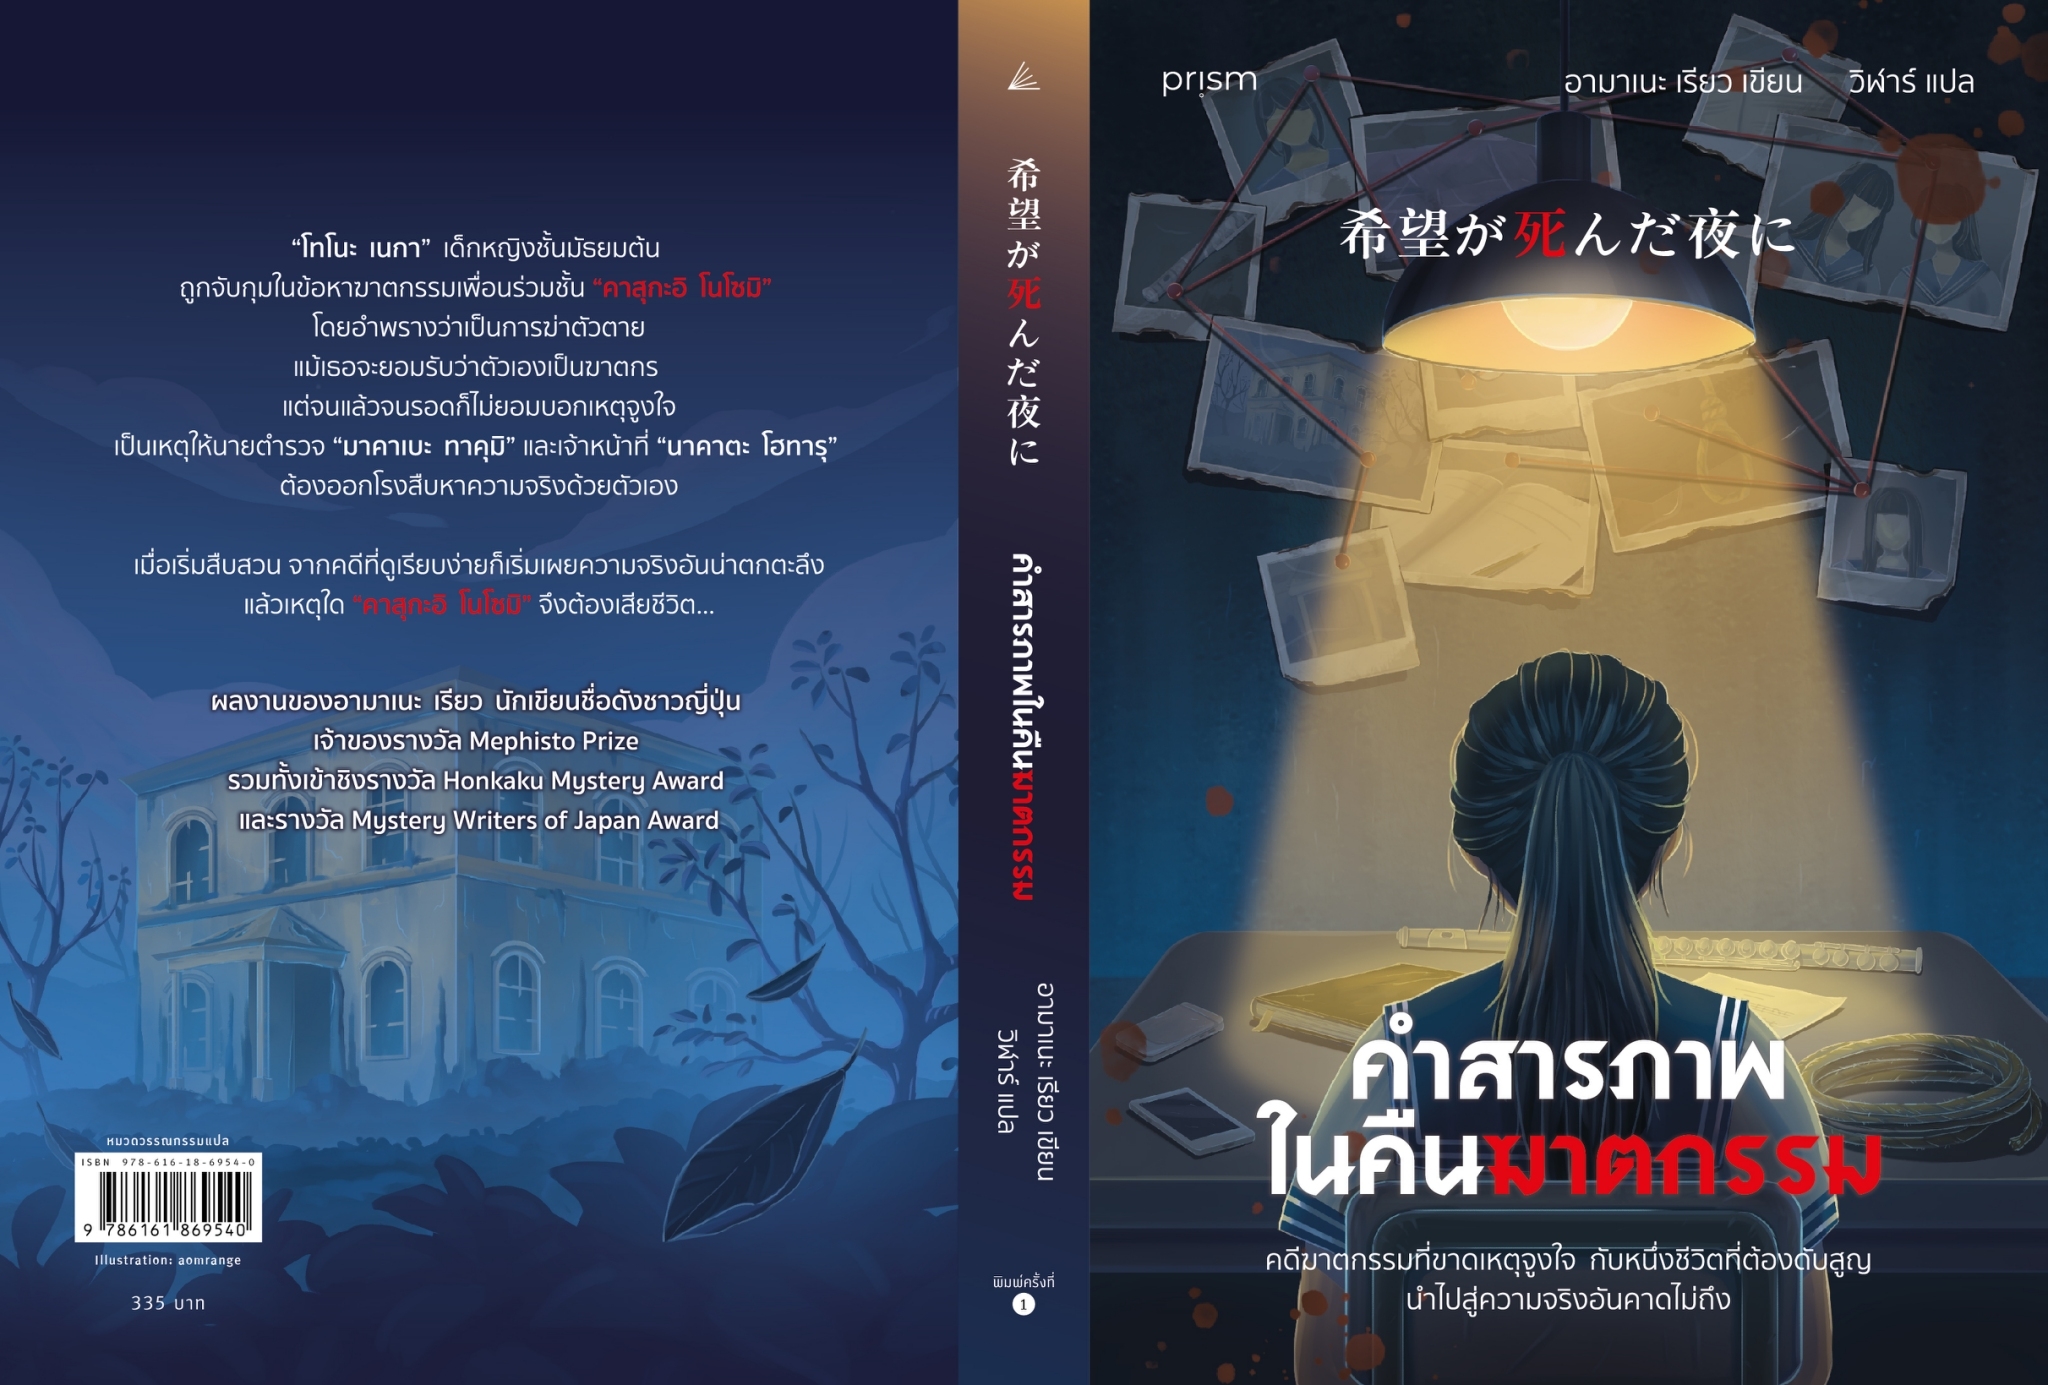 “โทโนะ เนกา” เด็กหญิงชั้นมัธยมต้น
ถูกจับกุมในข้อหาฆาตกรรมเพื่อนร่วมชั้น “คาสุกะอิ โนโซมิ”
โดยอำพรางว่าเป็นการฆ่าตัวตาย
แม้เธอจะยอมรับว่าตัวเองเป็นฆาตกร
แต่จนแล้วจนรอดก็ไม่ยอมบอกเหตุจูงใจ
เป็นเหตุให้นายตำรวจ “มาคาเบะ ทาคุมิ” และเจ้าหน้าที่ “นาคาตะ โฮทารุ”
ต้องออกโรงสืบหาความจริงด้วยตัวเอง
เมื่อเริ่มสืบสวน จากคดีที่ดูเรียบง่ายก็เริ่มเผยความจริงอันน่าตกตะลึง
แล้วเหตุใด “คาสุกะอิ โนโซมิ” จึงต้องเสียชีวิต...
ผลงานของอามาเนะ เรียว นักเขียนชื่อดังชาวญี่ปุ่น
เจ้าของรางวัล Mephisto Prize
รวมทั้งเข้าชิงรางวัล Honkaku Mystery Award
และรางวัล Mystery Writers of Japan Award
หมวดวรรณกรรมแปล
ISBN 978-616-18-6954-0
9 786161 869540
Illustration: aomrange
335 บาท
希望が死んだ夜に
คำสารภาพในคืนฆาตกรรม
อามาเนะ เรียว เขียน
วิฬาร์ แปล
พิมพ์ครั้งที่
1
prism
อามาเนะ เรียว เขียน วิฬาร์ แปล
希望が死んだ夜に
คำสารภาพ
ในคืนฆาตกรรม
คดีฆาตกรรมที่ขาดเหตุจูงใจ กับหนึ่งชีวิตที่ต้องดับสูญ
นำไปสู่ความจริงอันคาดไม่ถึง